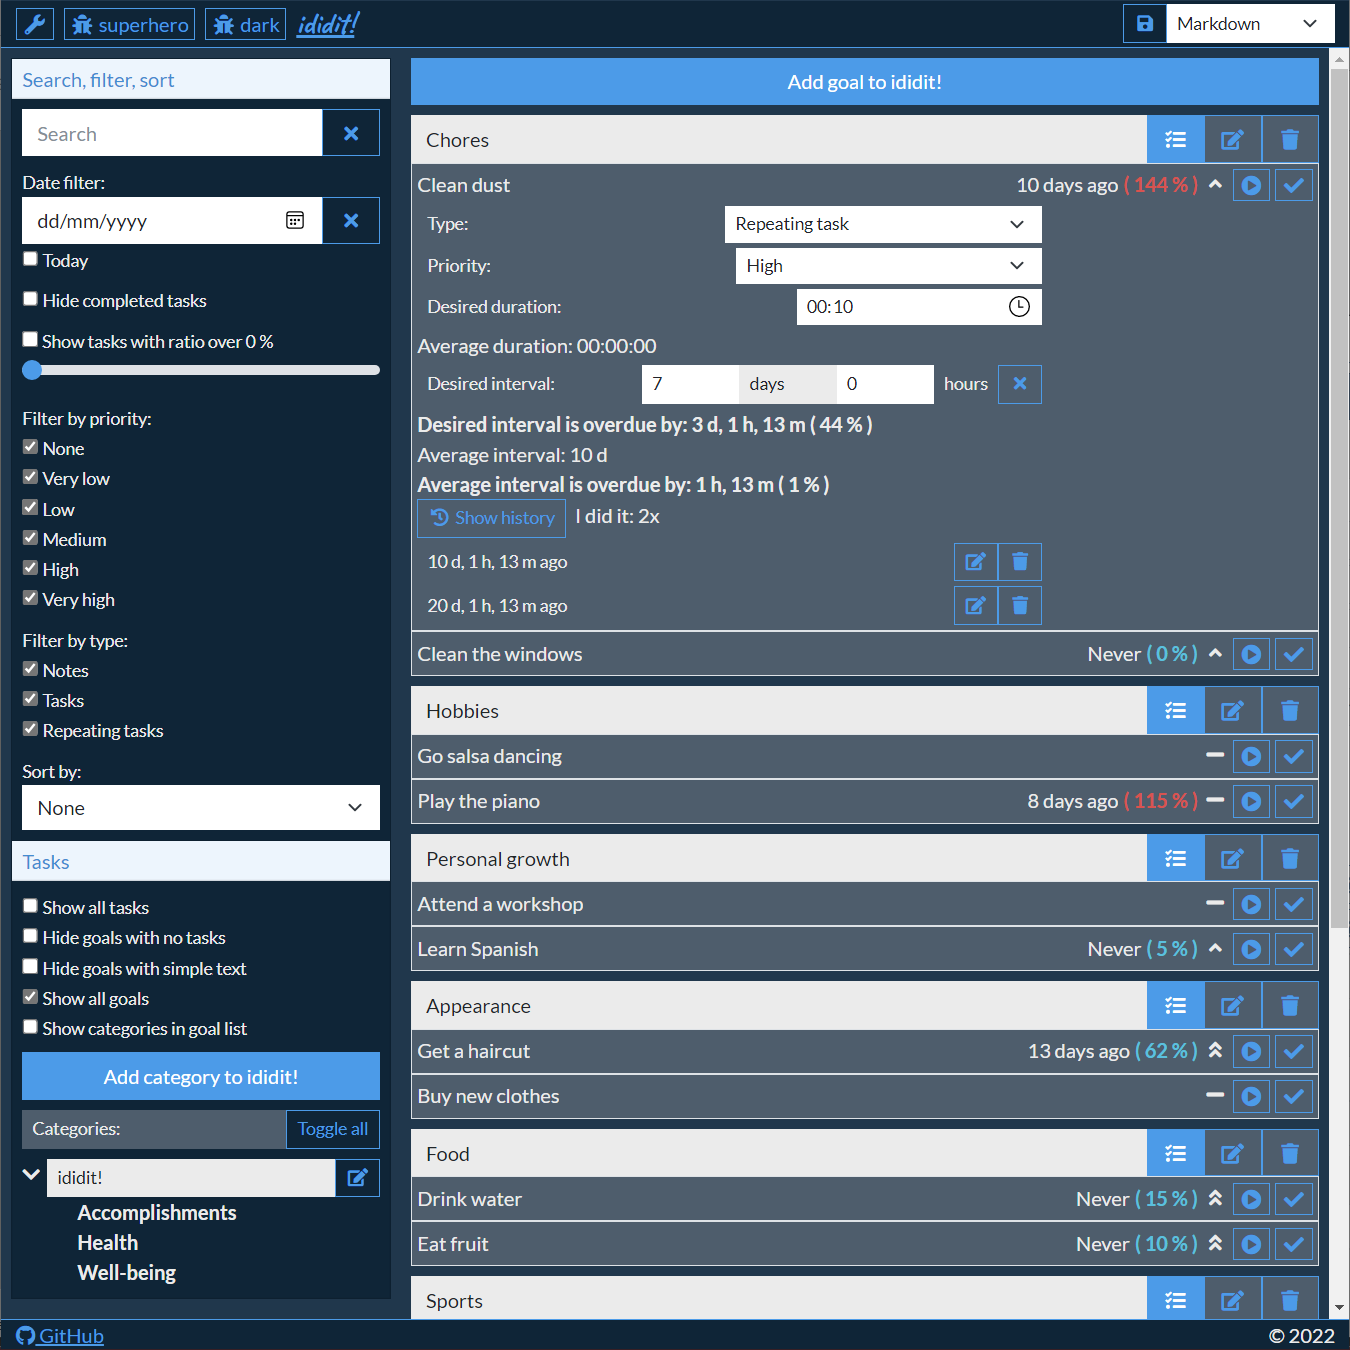 superhero
dark
ididit!
Markdown
Search, filter, sort
Search
Date filter:
dd/mm/yyyy
Today
Hide completed tasks
Show tasks with ratio over 0 %
Filter by priority:
None
Very low
Low
Medium
High
Very high
Filter by type:
Notes
Tasks
Repeating tasks
Sort by:
None
Tasks
Show all tasks
Hide goals with no tasks
Hide goals with simple text
Show all goals
Show categories in goal list
Add category to ididit!
Categories:
Toggle all
ididit!
Accomplishments
Health
Well-being
Add goal to ididit!
Chores
Clean dust 10 days ago ( 144 % )
Type: Repeating task
Priority: High
Desired duration: 00:10
Average duration: 00:00:00
Desired interval: 7 days 0 hours
Desired interval is overdue by: 3 d, 1 h, 13 m ( 44 % )
Average interval: 10 d
Average interval is overdue by: 1 h, 13 m ( 1 % )
Show history I did it: 2x
10 d, 1 h, 13 m ago
20 d, 1 h, 13 m ago
Clean the windows Never ( 0 % )
Hobbies
Go salsa dancing
Play the piano 8 days ago ( 115 % )
Personal growth
Attend a workshop
Learn Spanish Never ( 5 % )
Appearance
Get a haircut 13 days ago ( 62 % )
Buy new clothes
Food
Drink water Never ( 15 % )
Eat fruit Never ( 10 % )
Sports
GitHub
© 2022